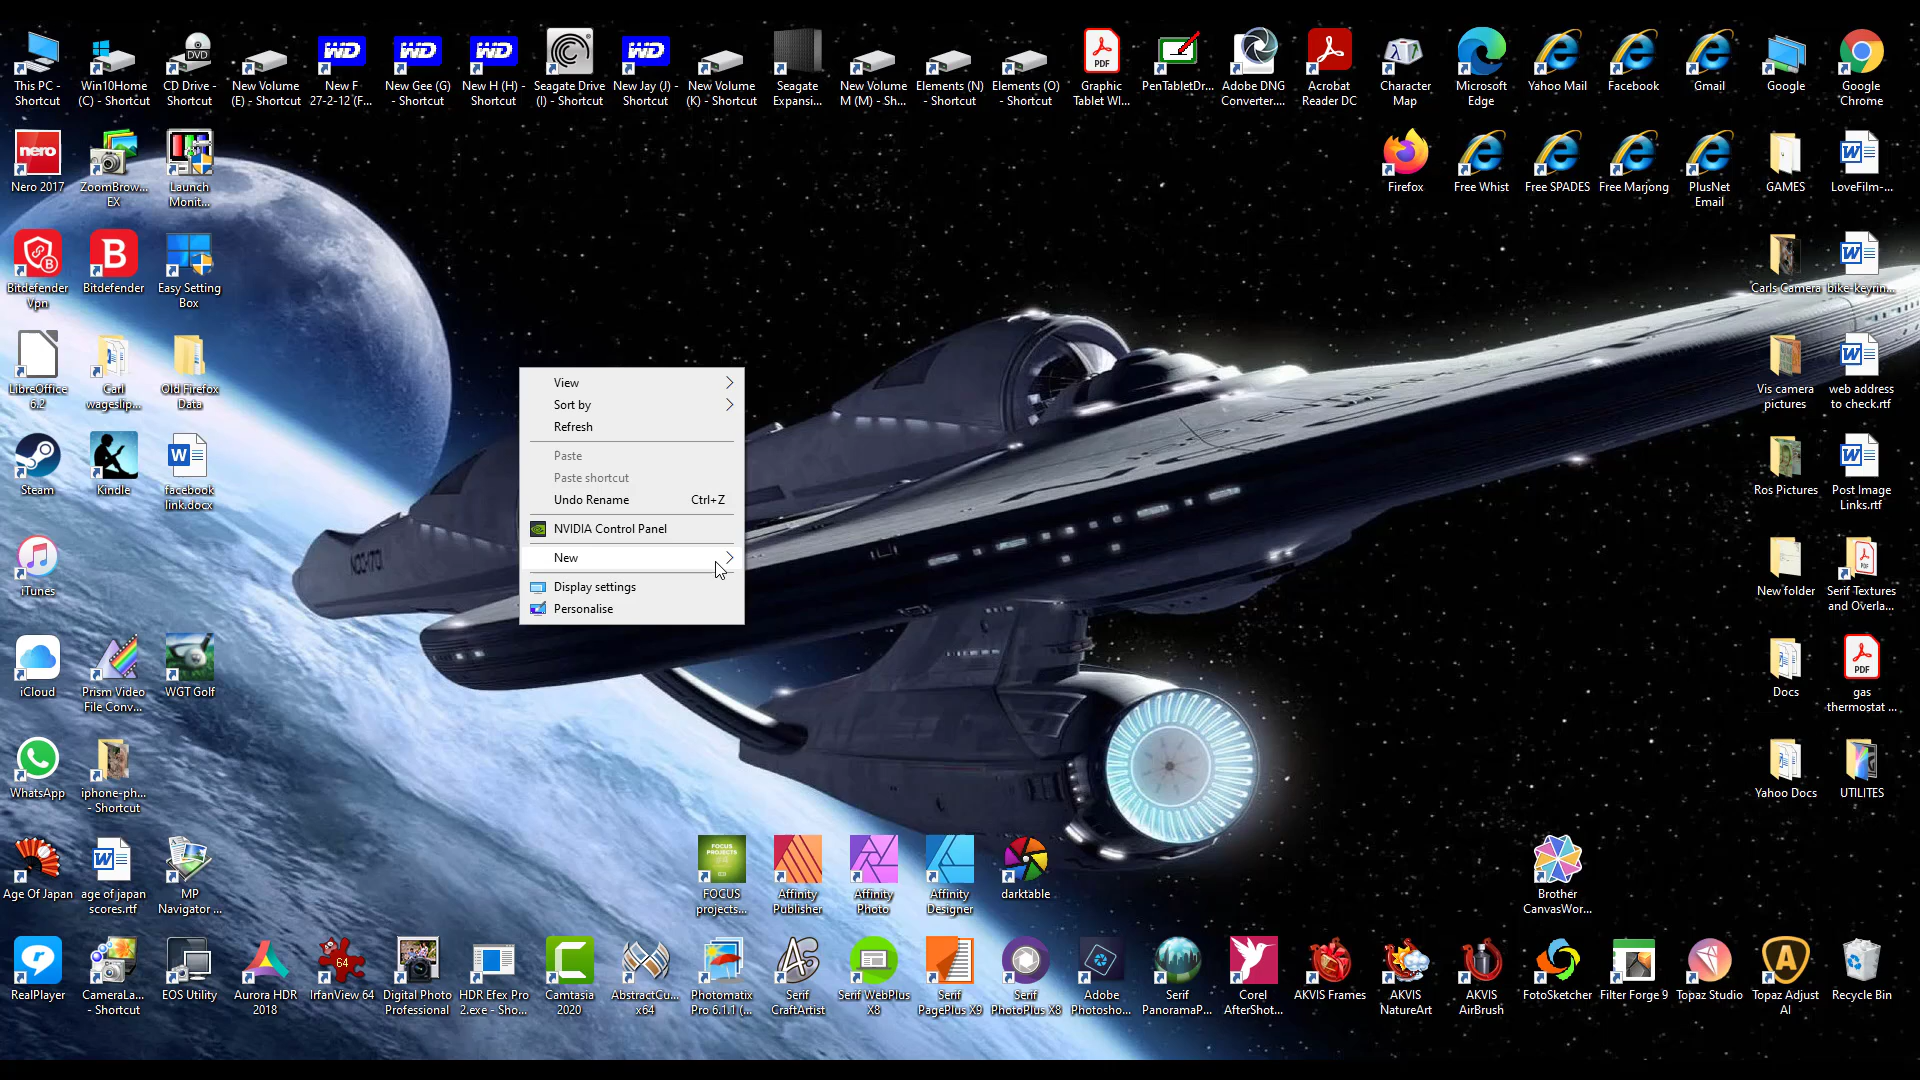 This PC -
Shortcut
Win10Home
(C) - Shortcut
CD Drive -
Shortcut
New Volume
(E) - Shortcut
New F
27-2-12 (F...
New Gee (G)
- Shortcut
New H (H) -
Shortcut
Seagate Drive
(I) - Shortcut
New Jay (J) -
Shortcut
New Volume
(K) - Shortcut
Seagate
Expansi...
New Volume
M (M) - Sh...
Elements (N)
- Shortcut
Elements (O)
- Shortcut
PDF
Graphic
Tablet WI...
PenTabletDr...
Adobe DNG
Converter....
Acrobat
Reader DC
Character
Map
Microsoft
Edge
Yahoo Mail
Facebook
Gmail
Google
Google
Chrome
WD
WD
WD
WD
DVD
nero
Nero 2017
ZoomBrow...
EX
Launch
Monit...
Firefox
Free Whist
Free SPADES
Free Marjong
PlusNet
Email
GAMES
LoveFilm-...
Bitdefender
Vpn
Bitdefender
Easy Setting
Box
Carls Camera
bike-keyrin...
LibreOffice
6.2
Carl
wageslip...
Old Firefox
Data
Vis camera
pictures
web address
to check.rtf
View
Sort by
Refresh
Paste
Paste shortcut
Undo Rename Ctrl+Z
NVIDIA Control Panel
New
Display settings
Personalise
Steam
Kindle
facebook
link.docx
Ros Pictures
Post Image
Links.rtf
iTunes
New folder
Serif Textures
and Overla...
iCloud
Prism Video
File Conv...
WGT Golf
Docs
PDF
gas
thermostat ...
WhatsApp
iphone-ph...
- Shortcut
Yahoo Docs
UTILITES
Age Of Japan
age of japan
scores.rtf
MP
Navigator ...
FOCUS
PROJECTS
FOCUS
projects...
Affinity
Publisher
Affinity
Photo
Affinity
Designer
darktable
Brother
CanvasWor...
RealPlayer
CameraLa...
- Shortcut
EOS Utility
Aurora HDR
2018
64
IrfanView 64
Digital Photo
Professional
HDR Efex Pro
2.exe - Sho...
Camtasia
2020
AbstractCu...
x64
Photomatix
Pro 6.1.1 (...
Serif
CraftArtist
Serif WebPlus
X8
Serif
PagePlus X9
Serif
PhotoPlus X8
Adobe
Photosho...
Serif
PanoramaP...
Corel
AfterShot...
AKVIS Frames
AKVIS
NatureArt
AKVIS
AirBrush
FotoSketcher
Filter Forge 9
Topaz Studio
Topaz Adjust
AI
Recycle Bin